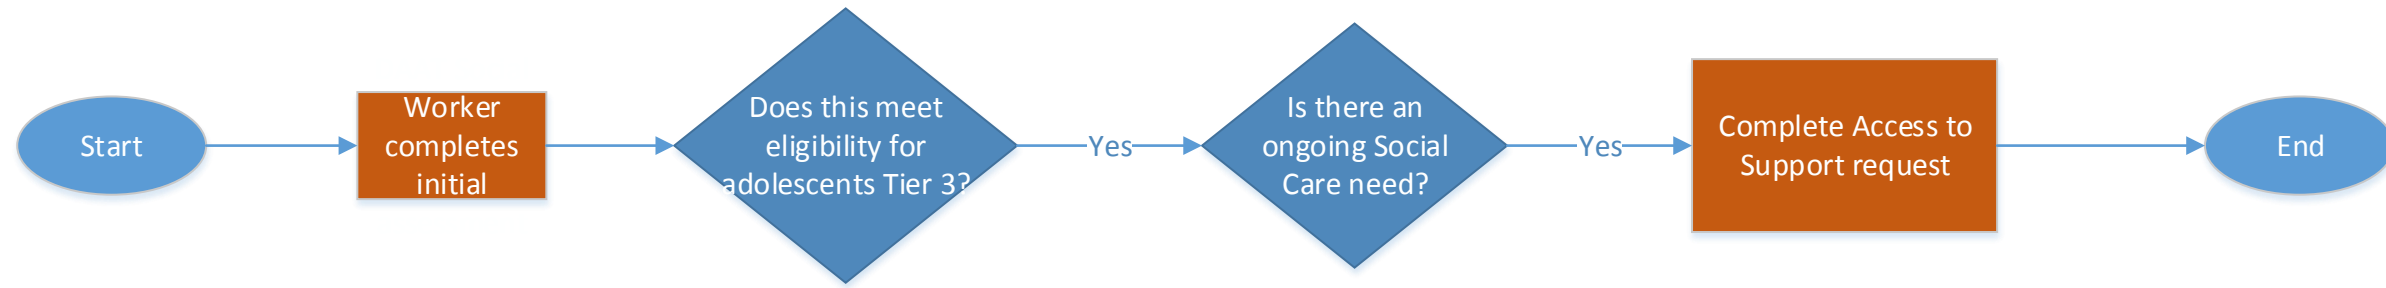 Start
Worker
completes
initial
Does this meet
eligibility for
adolescents Tier 3?
Yes
Is there an
ongoing Social
Care need?
Yes
Complete Access to
Support request
End